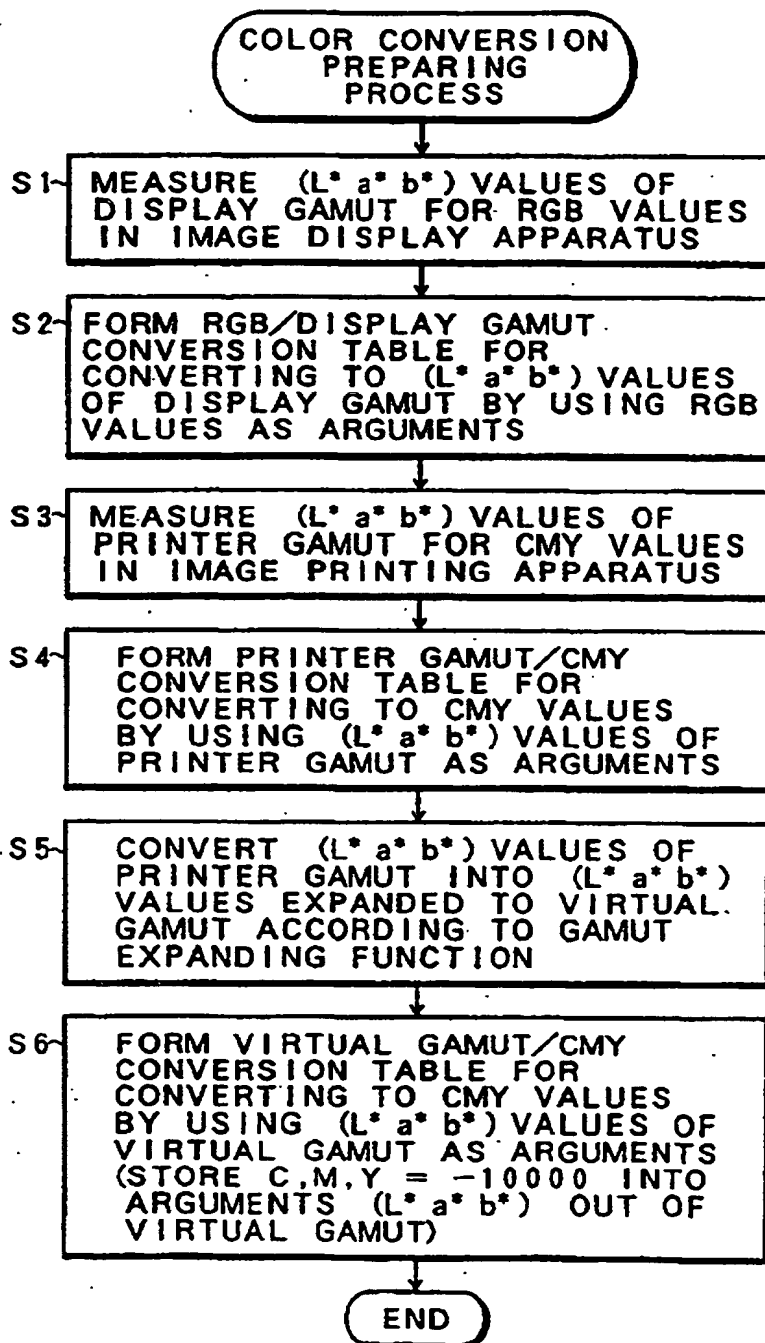 COLOR CONVERSION
PREPARING
PROCESS
S1
MEASURE (L* a* b*) VALUES OF
DISPLAY GAMUT FOR RGB VALUES
IN IMAGE DISPLAY APPARATUS
S2
FORM RGB/DISPLAY GAMUT
CONVERSION TABLE FOR
CONVERTING TO (L* a* b*) VALUES
OF DISPLAY GAMUT BY USING RGB
VALUES AS ARGUMENTS
S3
MEASURE (L* a* b*) VALUES OF
PRINTER GAMUT FOR CMY VALUES
IN IMAGE PRINTING APPARATUS
S4
FORM PRINTER GAMUT/CMY
CONVERSION TABLE FOR
CONVERTING TO CMY VALUES
BY USING (L* a* b*) VALUES OF
PRINTER GAMUT AS ARGUMENTS
S5
CONVERT (L* a* b*) VALUES OF
PRINTER GAMUT INTO (L* a* b*)
VALUES EXPANDED TO VIRTUAL
GAMUT ACCORDING TO GAMUT
EXPANDING FUNCTION
S6
FORM VIRTUAL GAMUT/CMY
CONVERSION TABLE FOR
CONVERTING TO CMY VALUES
BY USING (L* a* b*) VALUES OF
VIRTUAL GAMUT AS ARGUMENTS
(STORE C,M,Y = -10000 INTO
ARGUMENTS (L* a* b*) OUT OF
VIRTUAL GAMUT)
END